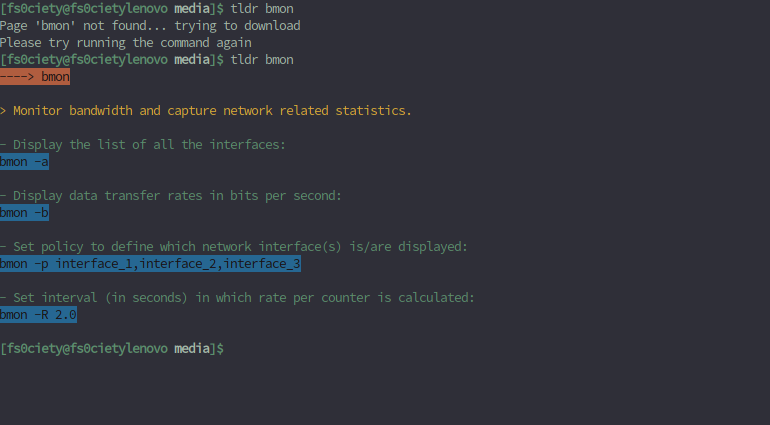 [fs0ciety@fs0cietylenovo media]$ tldr bmon
Page 'bmon' not found... trying to download
Please try running the command again
[fs0ciety@fs0cietylenovo media]$ tldr bmon
----> bmon
> Monitor bandwidth and capture network related statistics.
- Display the list of all the interfaces:
bmon -a
- Display data transfer rates in bits per second:
bmon -b
- Set policy to define which network interface(s) is/are displayed:
bmon -p interface_1,interface_2,interface_3
- Set interval (in seconds) in which rate per counter is calculated:
bmon -R 2.0
[fs0ciety@fs0cietylenovo media]$